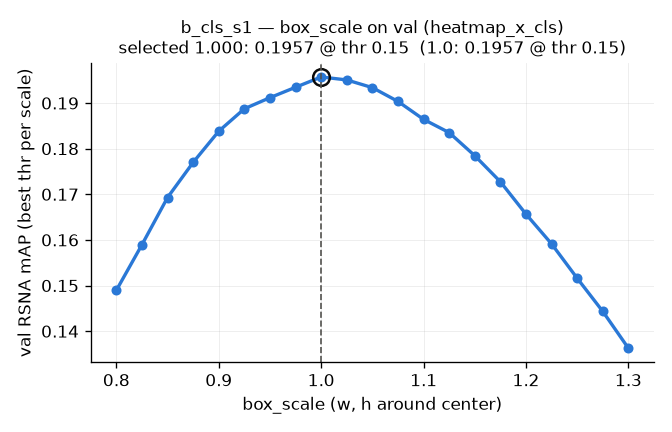 b_cls_s1 — box_scale on val (heatmap_x_cls)
selected 1.000: 0.1957 @ thr 0.15  (1.0: 0.1957 @ thr 0.15)
val RSNA mAP (best thr per scale)
0.19
0.18
0.17
0.16
0.15
0.14
0.8 0.9 1.0 1.1 1.2 1.3
box_scale (w, h around center)